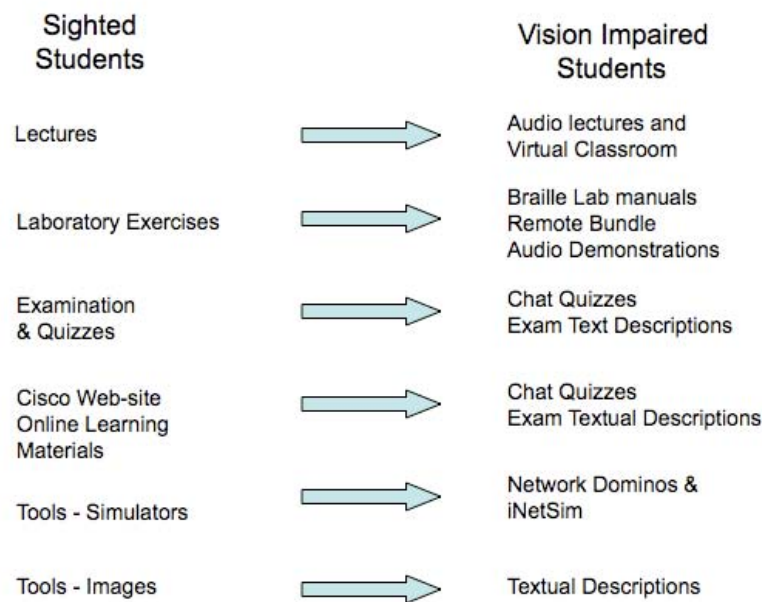 Sighted
Students
Vision Impaired
Students
Lectures
Audio lectures and
Virtual Classroom
Laboratory Exercises
Braille Lab manuals
Remote Bundle
Audio Demonstrations
Examination
& Quizzes
Chat Quizzes
Exam Text Descriptions
Cisco Web-site
Online Learning
Materials
Chat Quizzes
Exam Textual Descriptions
Tools - Simulators
Network Dominos &
iNetSim
Tools - Images
Textual Descriptions